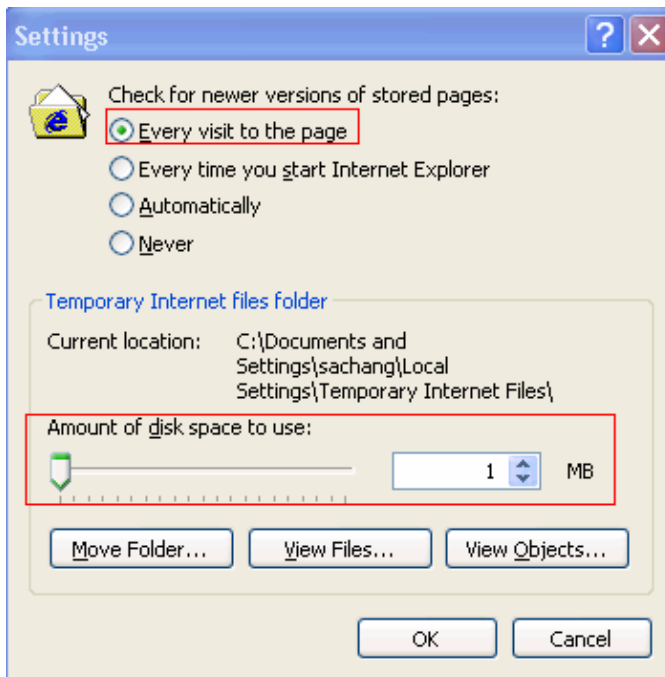 Settings
Check for newer versions of stored pages:
Every visit to the page
Every time you start Internet Explorer
Automatically
Never
Temporary Internet files folder
Current location: C:\Documents and
Settings\sachang\Local
Settings\Temporary Internet Files\
Amount of disk space to use:
1 MB
Move Folder... View Files... View Objects...
OK Cancel